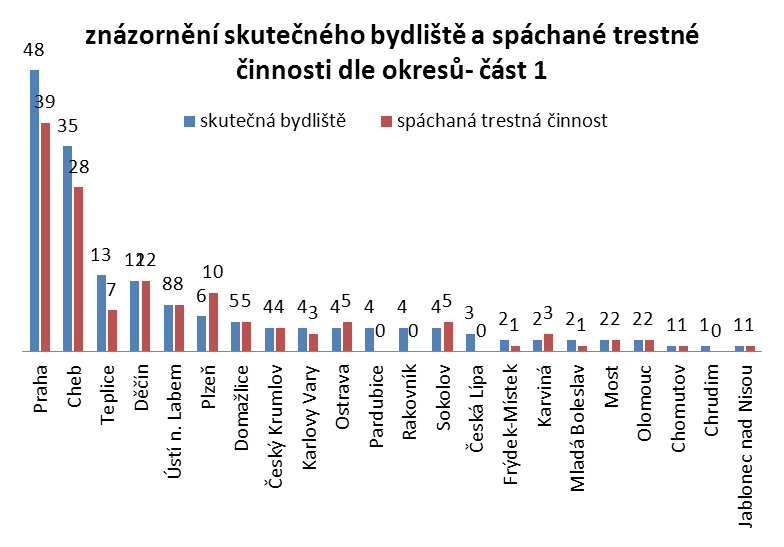 znázornění skutečného bydliště a spáchané trestné
činnosti dle okresů- část 1
skutečná bydliště
spáchaná trestná činnost
48 39
35 28
13 7
12 12
8 8
6 10
5 5
4 4
4 3
4 5
4 0
4 0
4 5
3 0
2 1
2 3
2 1
2 2
2 2
1 1
1 0
1 1
Praha
Cheb
Teplice
Děčín
Ústí n. Labem
Plzeň
Domažlice
Český Krumlov
Karlovy Vary
Ostrava
Pardubice
Rakovník
Sokolov
Česká Lípa
Frýdek-Místek
Karviná
Mladá Boleslav
Most
Olomouc
Chomutov
Chrudim
Jablonec nad Nisou